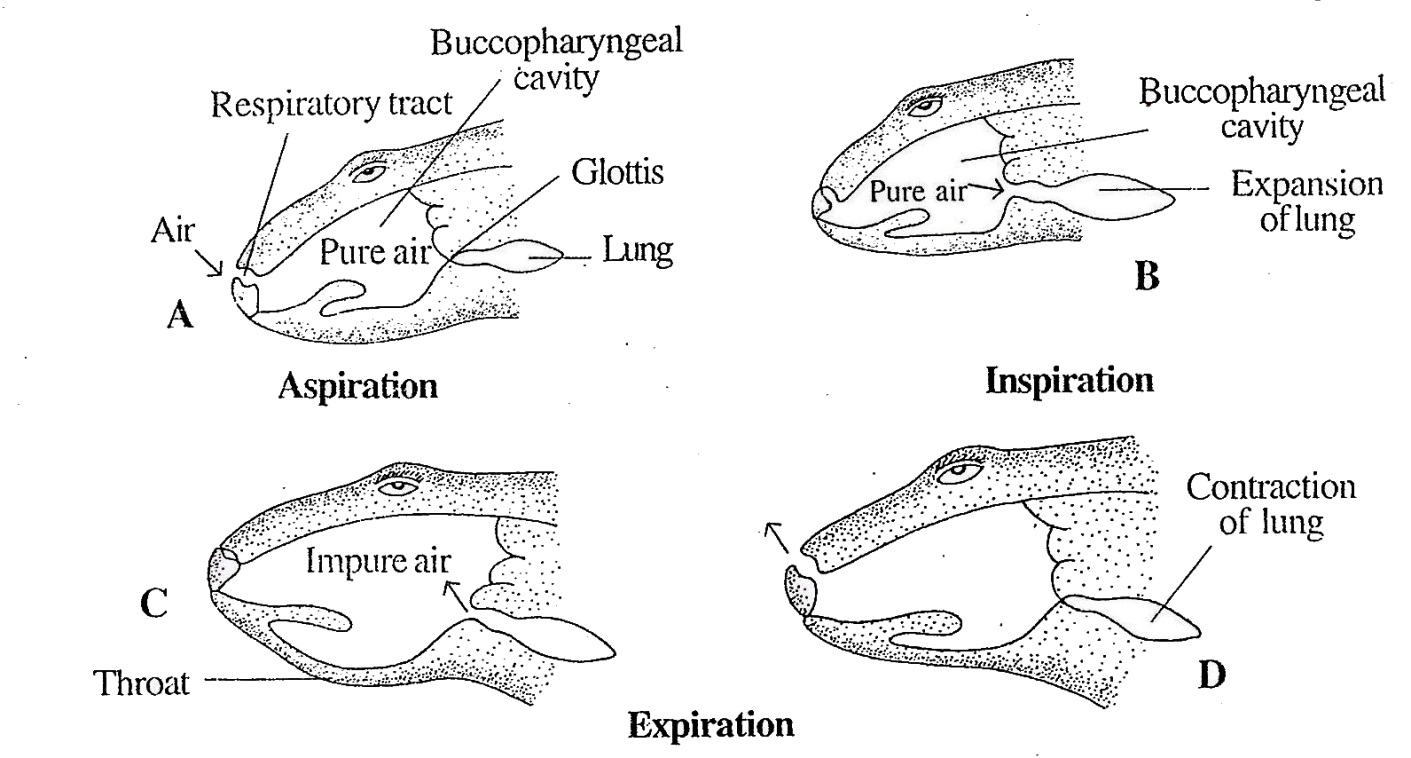 Buccopharyngeal
cavity
Respiratory tract
Glottis
Air
Pure air
Lung
A
Aspiration
Buccopharyngeal
cavity
Pure air
Expansion
of lung
B
Inspiration
Impure air
C
Throat
Contraction
of lung
D
Expiration